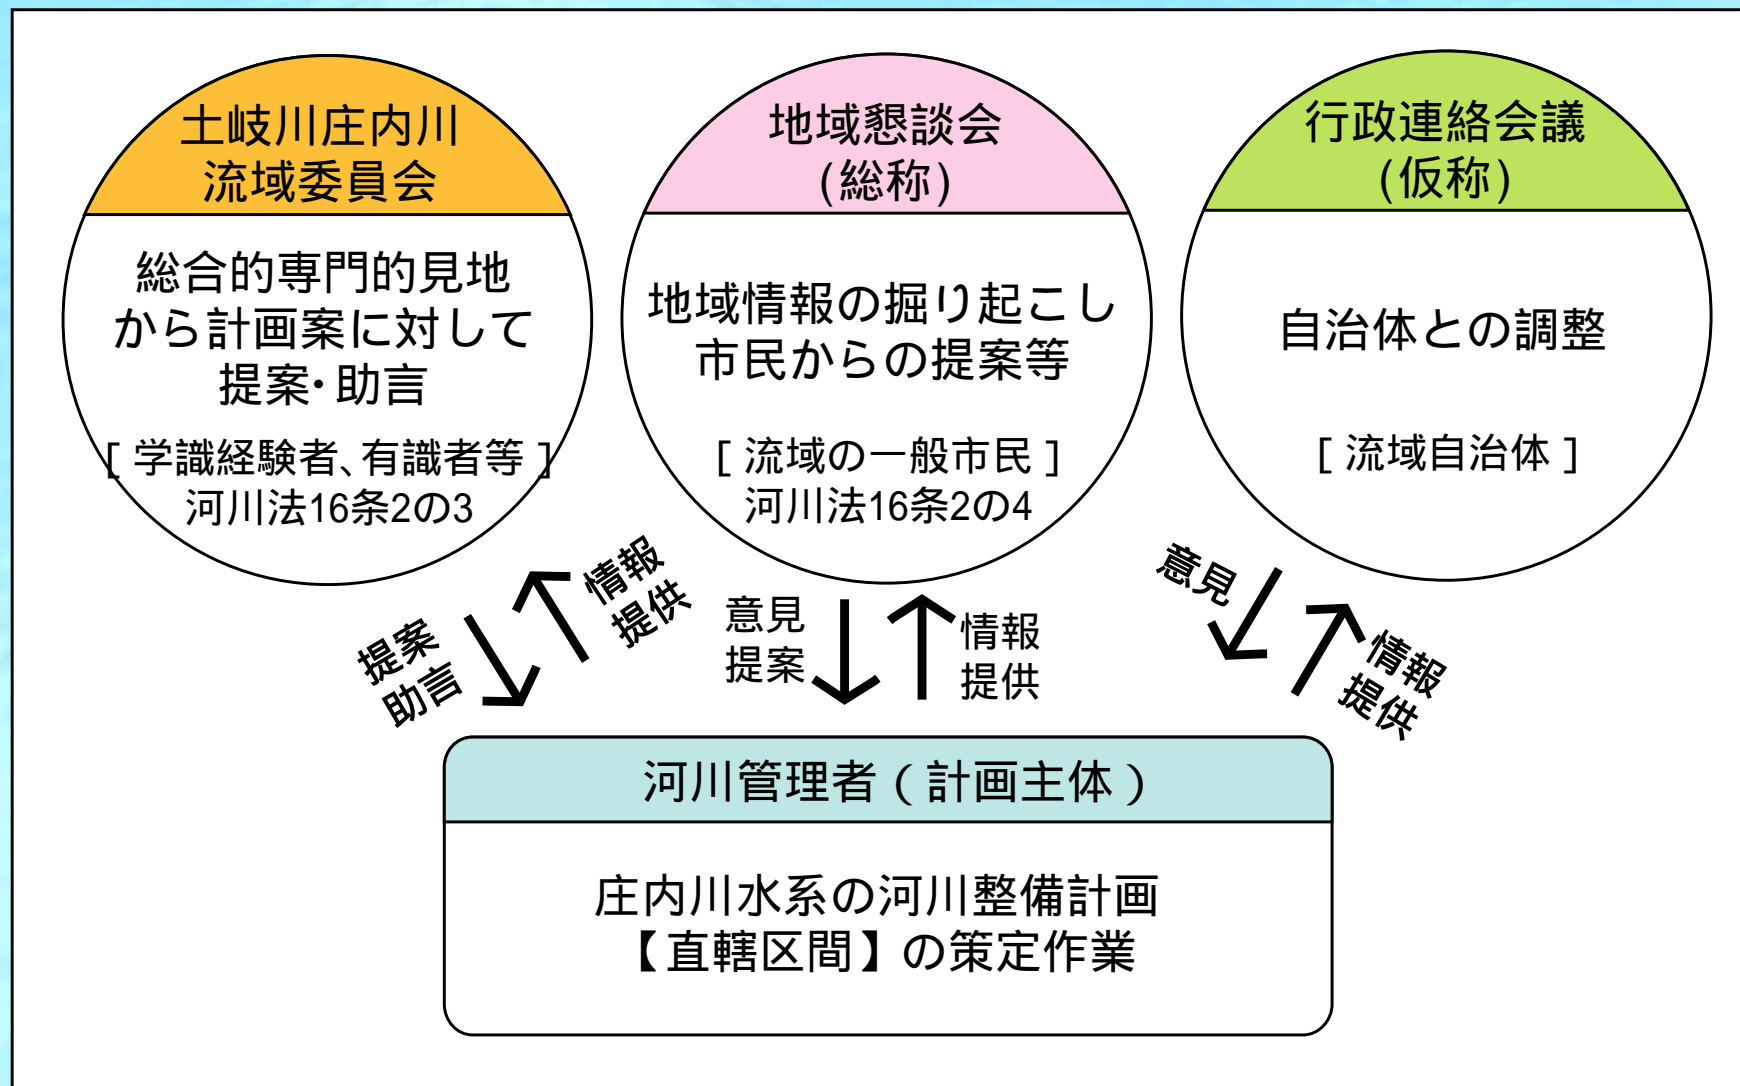 土岐川庄内川
流域委員会
総合的専門的見地
から計画案に対して
提案・助言
[ 学識経験者、有識者等 ]
河川法16条2の3
地域懇談会
(総称)
地域情報の掘り起こし
市民からの提案等
[ 流域の一般市民 ]
河川法16条2の4
行政連絡会議
(仮称)
自治体との調整
[ 流域自治体 ]
提案
助言
情報
提供
意見
提案
情報
提供
意見
情報
提供
河川管理者（計画主体）
庄内川水系の河川整備計画
【直轄区間】の策定作業